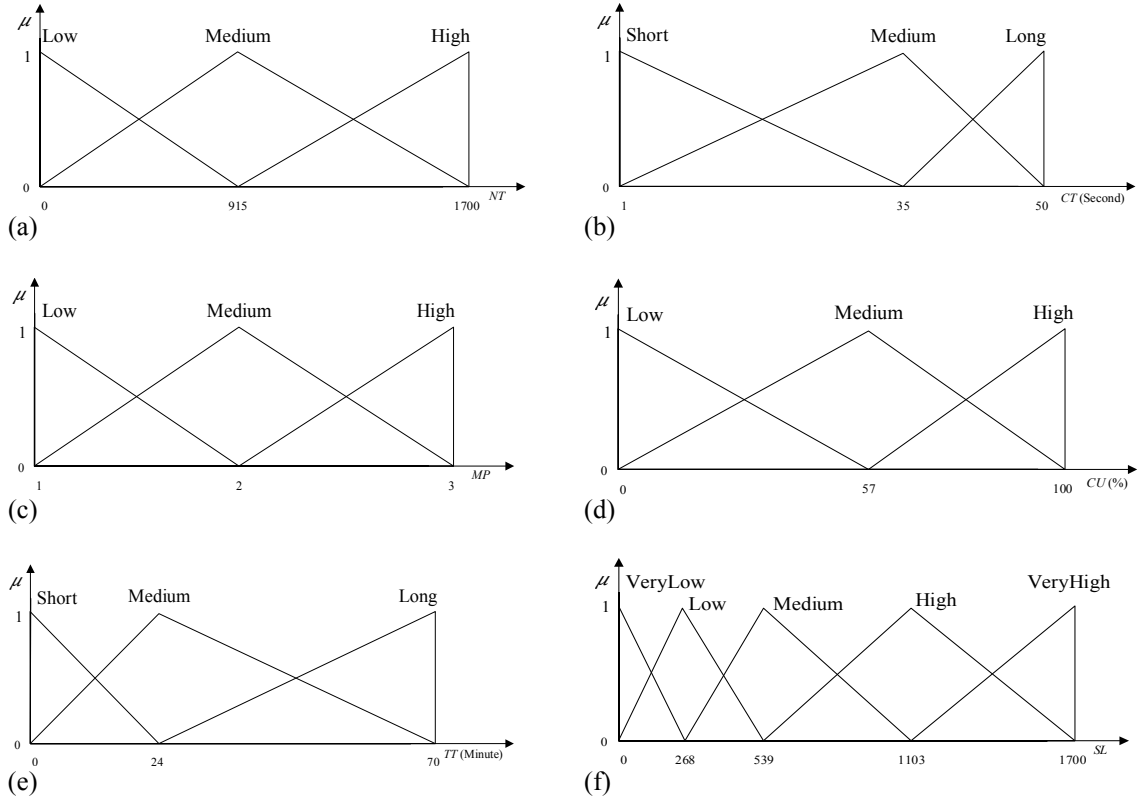 μ
Low Medium High
1
0
0 915 1700 NT
(a)
μ
Short Medium Long
1
0
1 35 50 CT (Second)
(b)
μ
Low Medium High
1
0
1 2 3 MP
(c)
μ
Low Medium High
1
0
0 57 100 CU (%)
(d)
μ
Short Medium Long
1
0
0 24 70 TT (Minute)
(e)
μ
VeryLow Low Medium High VeryHigh
1
0
0 268 539 1103 1700 SL
(f)